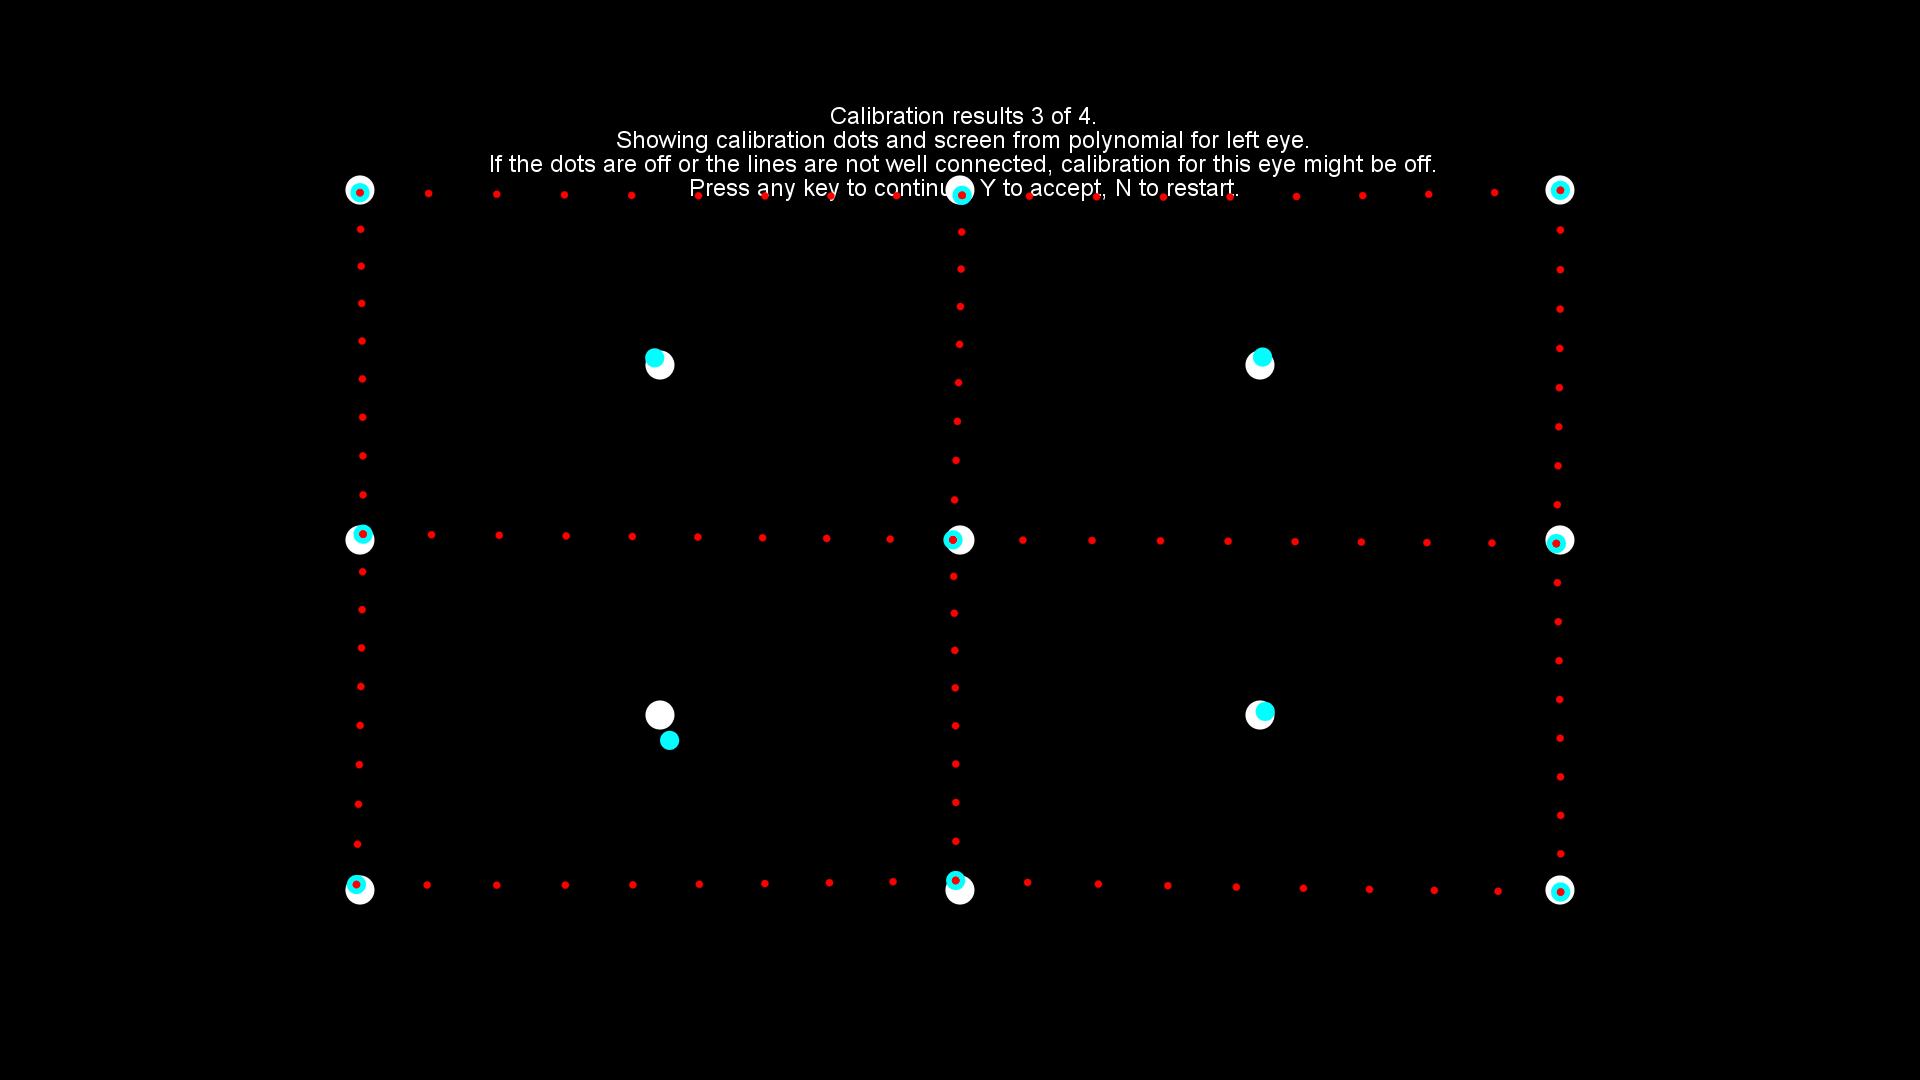 Calibration results 3 of 4.
Showing calibration dots and screen from polynomial for left eye.
If the dots are off or the lines are not well connected, calibration for this eye might be off.
Press any key to continu Y to accept, N to restart.